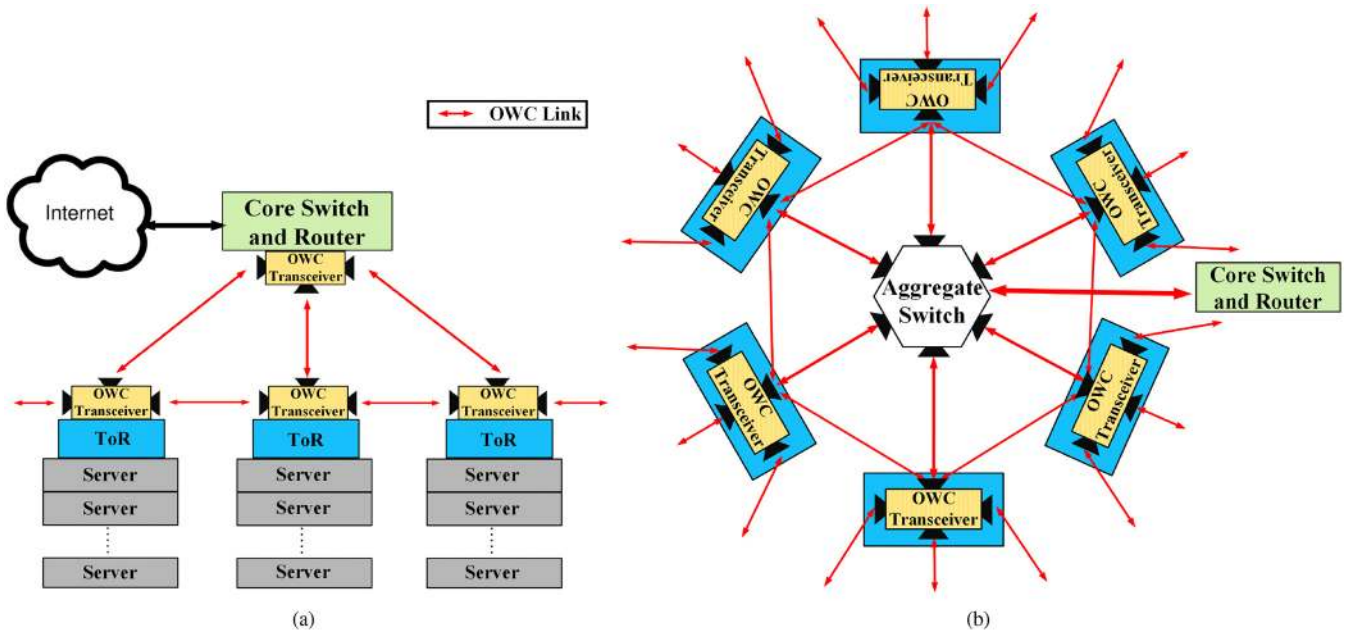 OWC Link
Internet
Core Switch
and Router
OWC
Transceiver
OWC
Transceiver
OWC
Transceiver
OWC
Transceiver
ToR
ToR
ToR
Server
Server
Server
Server
Server
Server
Server
Server
Server
(a)
OWC
Transceiver
OWC
Transceiver
OWC
Transceiver
Aggregate
Switch
Core Switch
and Router
OWC
Transceiver
OWC
Transceiver
OWC
Transceiver
(b)